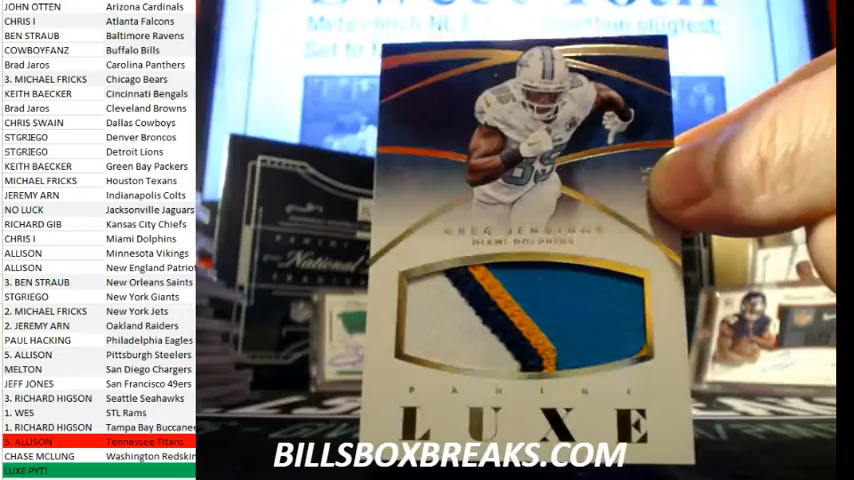 JOHN OTTEN Arizona Cardinals
CHRIS I Atlanta Falcons
BEN STRAUB Baltimore Ravens
COWBOYFANZ Buffalo Bills
Brad Jaros Carolina Panthers
3. MICHAEL FRICKS Chicago Bears
KEITH BAECKER Cincinnati Bengals
Brad Jaros Cleveland Browns
CHRIS SWAIN Dallas Cowboys
STGRIEGO Denver Broncos
STGRIEGO Detroit Lions
KEITH BAECKER Green Bay Packers
MICHAEL FRICKS Houston Texans
JEREMY ARN Indianapolis Colts
NO LUCK Jacksonville Jaguars
RICHARD GIB Kansas City Chiefs
CHRIS I Miami Dolphins
ALLISON Minnesota Vikings
ALLISON New England Patriot
3. BEN STRAUB New Orleans Saints
STGRIEGO New York Giants
2. MICHAEL FRICKS New York Jets
2. JEREMY ARN Oakland Raiders
PAUL HACKING Philadelphia Eagles
5. ALLISON Pittsburgh Steelers
MELTON San Diego Chargers
JEFF JONES San Francisco 49ers
3. RICHARD HIGSON Seattle Seahawks
1. WES STL Rams
1. RICHARD HIGSON Tampa Bay Buccanee
5. ALLISON Tennessee Titans
CHASE MCLUNG Washington Redskin
LUXE PYT!
GREG JENNINGS
MIAMI DOLPHINS
85
National
PANINI
LUXE
BILLSBOXBREAKS.COM